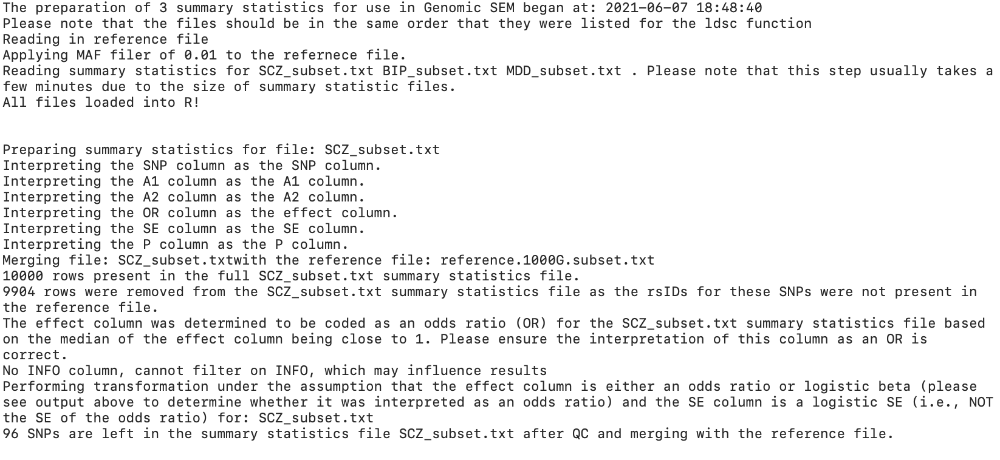 The preparation of 3 summary statistics for use in Genomic SEM began at: 2021-06-07 18:48:40
Please note that the files should be in the same order that they were listed for the ldsc function
Reading in reference file
Applying MAF filer of 0.01 to the refernece file.
Reading summary statistics for SCZ_subset.txt BIP_subset.txt MDD_subset.txt . Please note that this step usually takes a
few minutes due to the size of summary statistic files.
All files loaded into R!
Preparing summary statistics for file: SCZ_subset.txt
Interpreting the SNP column as the SNP column.
Interpreting the A1 column as the A1 column.
Interpreting the A2 column as the A2 column.
Interpreting the OR column as the effect column.
Interpreting the SE column as the SE column.
Interpreting the P column as the P column.
Merging file: SCZ_subset.txtwith the reference file: reference.1000G.subset.txt
10000 rows present in the full SCZ_subset.txt summary statistics file.
9904 rows were removed from the SCZ_subset.txt summary statistics file as the rsIDs for these SNPs were not present in
the reference file.
The effect column was determined to be coded as an odds ratio (OR) for the SCZ_subset.txt summary statistics file based
on the median of the effect column being close to 1. Please ensure the interpretation of this column as an OR is
correct.
No INFO column, cannot filter on INFO, which may influence results
Performing transformation under the assumption that the effect column is either an odds ratio or logistic beta (please
see output above to determine whether it was interpreted as an odds ratio) and the SE column is a logistic SE (i.e., NOT
the SE of the odds ratio) for: SCZ_subset.txt
96 SNPs are left in the summary statistics file SCZ_subset.txt after QC and merging with the reference file.